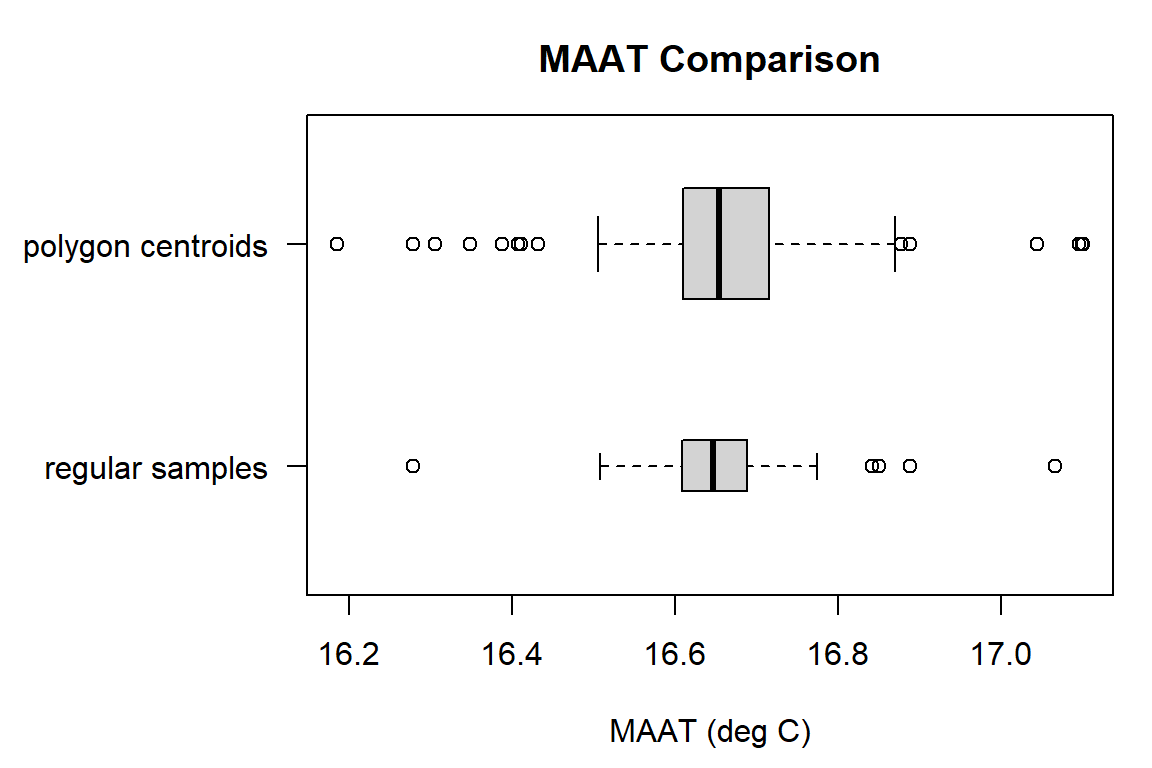 MAAT Comparison
polygon centroids
regular samples
16.2 16.4 16.6 16.8 17.0
MAAT (deg C)